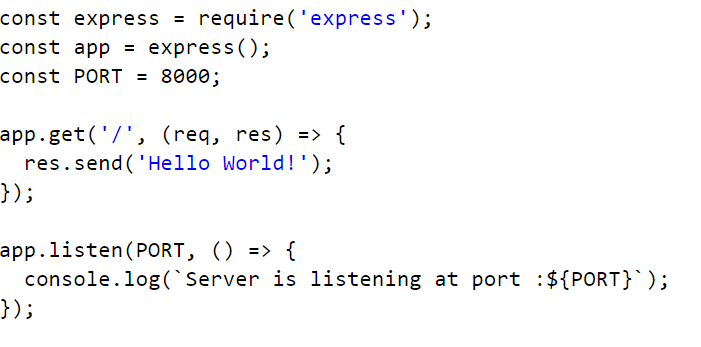 const express = require('express');
const app = express();
const PORT = 8000;

app.get('/', (req, res) => {
  res.send('Hello World!');
});

app.listen(PORT, () => {
  console.log(`Server is listening at port :${PORT}`);
});